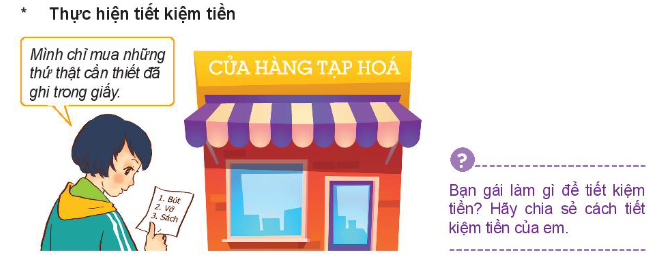 * Thực hiện tiết kiệm tiền
Mình chỉ mua những
thứ thật cần thiết đã
ghi trong giấy.
CỬA HÀNG TẠP HOÁ
1. Bút
2. Vở
3. Sách
?
Bạn gái làm gì để tiết kiệm
tiền? Hãy chia sẻ cách tiết
kiệm tiền của em.